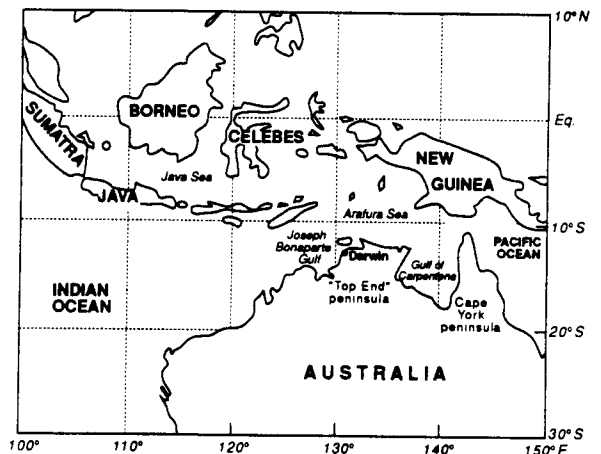 10°N
BORNEO
Eq.
SUMATRA
CELEBES
NEW
GUINEA
Java Sea
JAVA
Arafura Sea
10°S
Joseph
Bonaparte
Gulf
Darwin
PACIFIC
OCEAN
Gulf of
Carpentaria
INDIAN
OCEAN
"Top End"
peninsula
Cape
York
peninsula
20°S
AUSTRALIA
30°S
100° 110° 120° 130° 140° 150°E